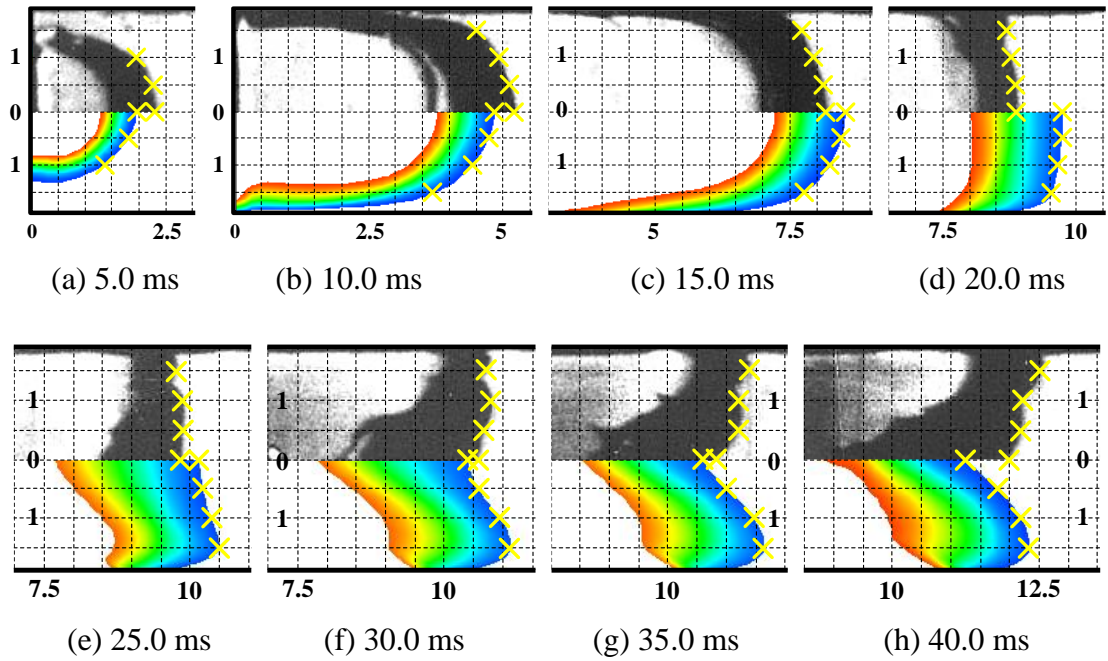 1 0 1
0 2.5
(a) 5.0 ms
1 0 1
0 2.5 5
(b) 10.0 ms
1 0 1
5 7.5
(c) 15.0 ms
1 0 1
7.5 10
(d) 20.0 ms
1 0 1
7.5 10
(e) 25.0 ms
1 0 1
7.5 10
(f) 30.0 ms
1 0 1
10
(g) 35.0 ms
1 0 1
10 12.5
(h) 40.0 ms